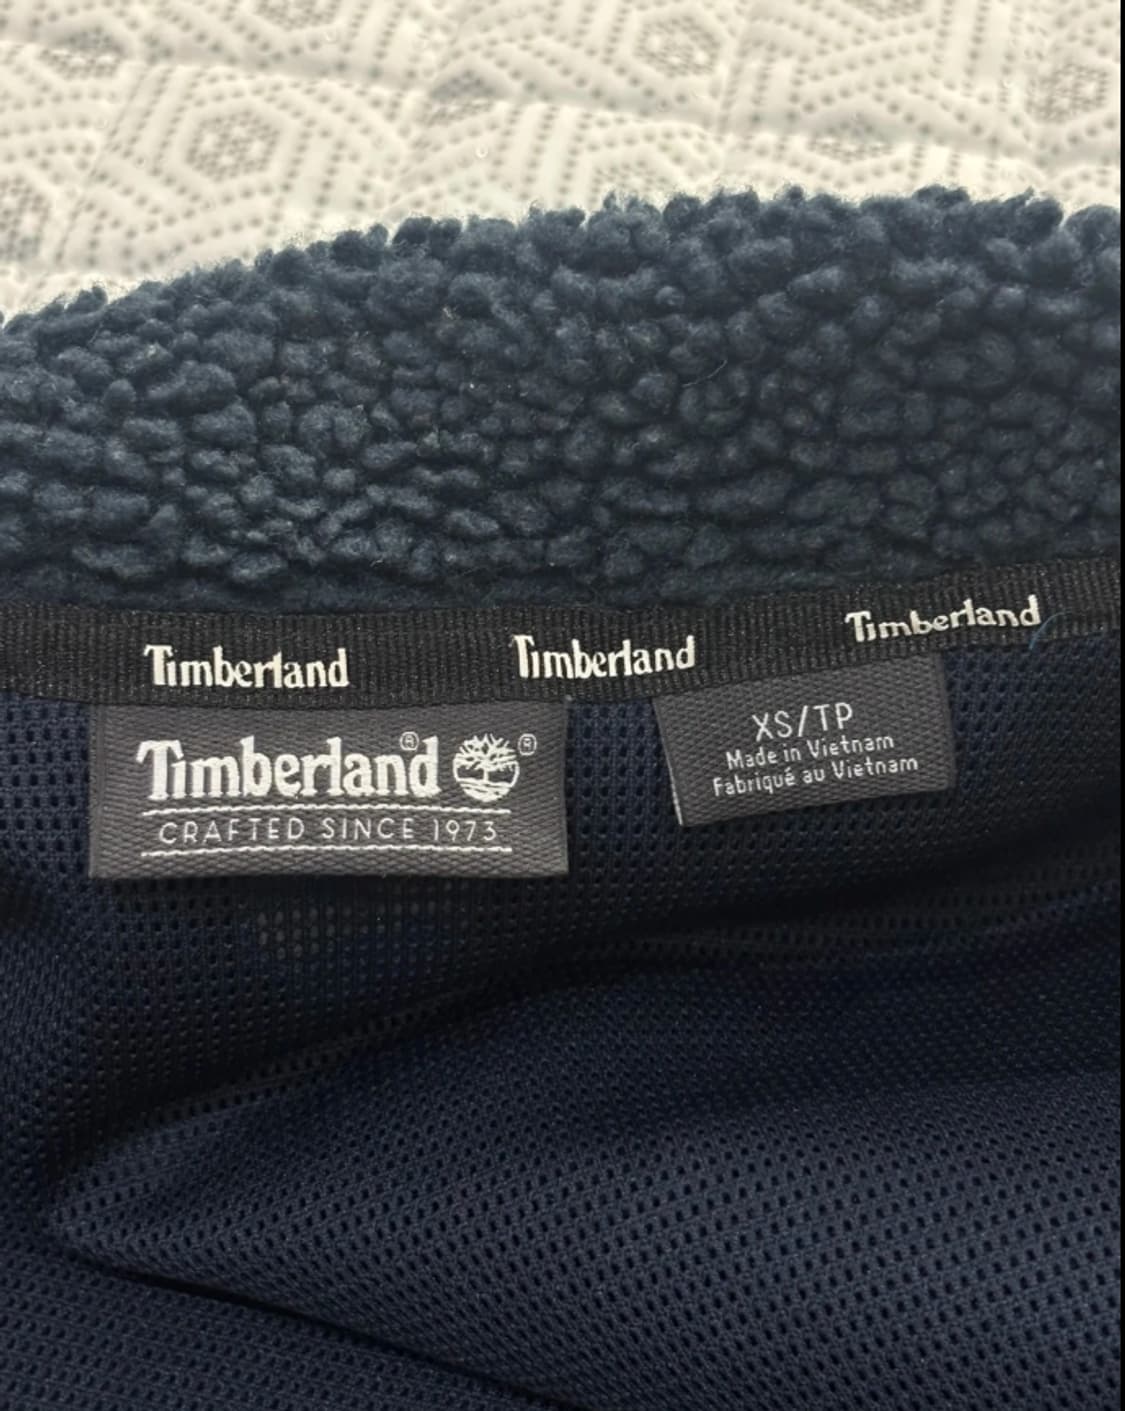 Timberland Timberland Timberland
Timberland® ®
CRAFTED SINCE 1973
XS/TP
Made in Vietnam
Fabriqué au Vietnam